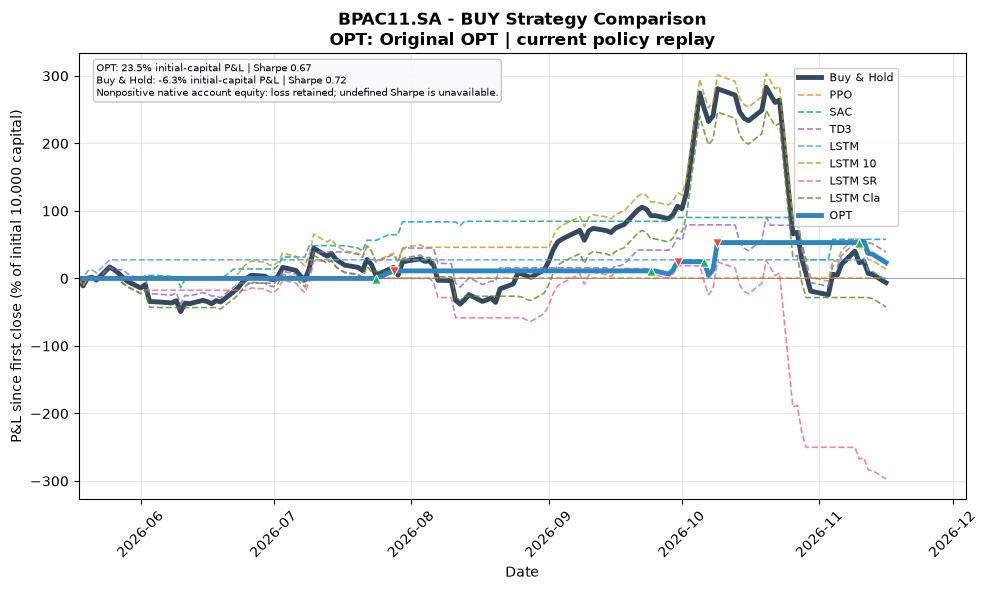 BPAC11.SA - BUY Strategy Comparison
OPT: Original OPT | current policy replay
OPT: 23.5% initial-capital P&L | Sharpe 0.67
Buy & Hold: -6.3% initial-capital P&L | Sharpe 0.72
Nonpositive native account equity: loss retained; undefined Sharpe is unavailable.
Buy & Hold
PPO
SAC
TD3
LSTM
LSTM 10
LSTM SR
LSTM Cla
OPT
P&L since first close (% of initial 10,000 capital)
300
200
100
0
−100
−200
−300
2026-06
2026-07
2026-08
2026-09
2026-10
2026-11
2026-12
Date